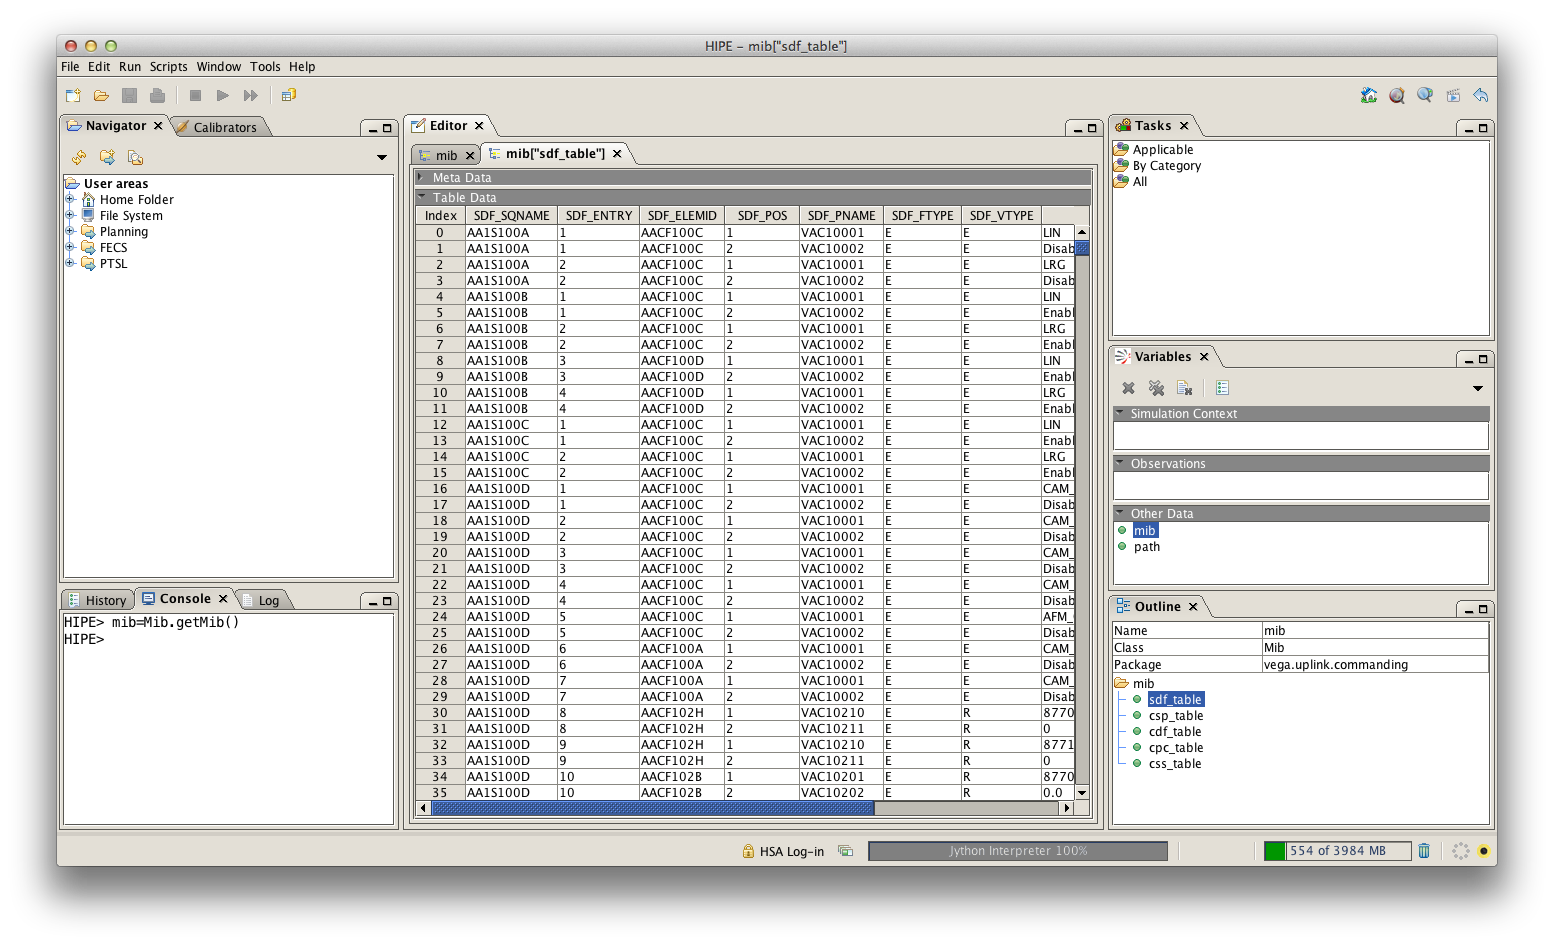 HIPE - mib["sdf_table"]
File Edit Run Scripts Window Tools Help
Navigator
Calibrators
User areas
Home Folder
File System
Planning
FECS
PTSL
History
Console
Log
HIPE> mib=Mib.getMib()
HIPE>
Editor
mib
mib["sdf_table"]
Meta Data
Table Data
Index SDF_SQNAME SDF_ENTRY SDF_ELEMID SDF_POS SDF_PNAME SDF_FTYPE SDF_VTYPE
0 AA1S100A 1 AACF100C 1 VAC10001 E E LIN
1 AA1S100A 1 AACF100C 2 VAC10002 E E Disab
2 AA1S100A 2 AACF100C 1 VAC10001 E E LRG
3 AA1S100A 2 AACF100C 2 VAC10002 E E Disab
4 AA1S100B 1 AACF100C 1 VAC10001 E E LIN
5 AA1S100B 1 AACF100C 2 VAC10002 E E Enabl
6 AA1S100B 2 AACF100C 1 VAC10001 E E LRG
7 AA1S100B 2 AACF100C 2 VAC10002 E E Enabl
8 AA1S100B 3 AACF100D 1 VAC10001 E E LIN
9 AA1S100B 3 AACF100D 2 VAC10002 E E Enabl
10 AA1S100B 4 AACF100D 1 VAC10001 E E LRG
11 AA1S100B 4 AACF100D 2 VAC10002 E E Enabl
12 AA1S100C 1 AACF100C 1 VAC10001 E E LIN
13 AA1S100C 1 AACF100C 2 VAC10002 E E Enabl
14 AA1S100C 2 AACF100C 1 VAC10001 E E LRG
15 AA1S100C 2 AACF100C 2 VAC10002 E E Enabl
16 AA1S100D 1 AACF100C 1 VAC10001 E E CAM_
17 AA1S100D 1 AACF100C 2 VAC10002 E E Disab
18 AA1S100D 2 AACF100C 1 VAC10001 E E CAM_
19 AA1S100D 2 AACF100C 2 VAC10002 E E Disab
20 AA1S100D 3 AACF100C 1 VAC10001 E E CAM_
21 AA1S100D 3 AACF100C 2 VAC10002 E E Disab
22 AA1S100D 4 AACF100C 1 VAC10001 E E CAM_
23 AA1S100D 4 AACF100C 2 VAC10002 E E Disab
24 AA1S100D 5 AACF100C 1 VAC10001 E E AFM_
25 AA1S100D 5 AACF100C 2 VAC10002 E E Disab
26 AA1S100D 6 AACF100A 1 VAC10001 E E CAM_
27 AA1S100D 6 AACF100A 2 VAC10002 E E Disab
28 AA1S100D 7 AACF100A 1 VAC10001 E E CAM_
29 AA1S100D 7 AACF100A 2 VAC10002 E E Disab
30 AA1S100D 8 AACF102H 1 VAC10210 E R 8770
31 AA1S100D 8 AACF102H 2 VAC10211 E R 0
32 AA1S100D 9 AACF102H 1 VAC10210 E R 8771
33 AA1S100D 9 AACF102H 2 VAC10211 E R 0
34 AA1S100D 10 AACF102B 1 VAC10201 E R 8770
35 AA1S100D 10 AACF102B 2 VAC10202 E R 0.0
Tasks
Applicable
By Category
All
Variables
Simulation Context
Observations
Other Data
mib
path
Outline
Name mib
Class Mib
Package vega.uplink.commanding
mib
sdf_table
csp_table
cdf_table
cpc_table
css_table
HSA Log-in
Jython Interpreter 100%
554 of 3984 MB